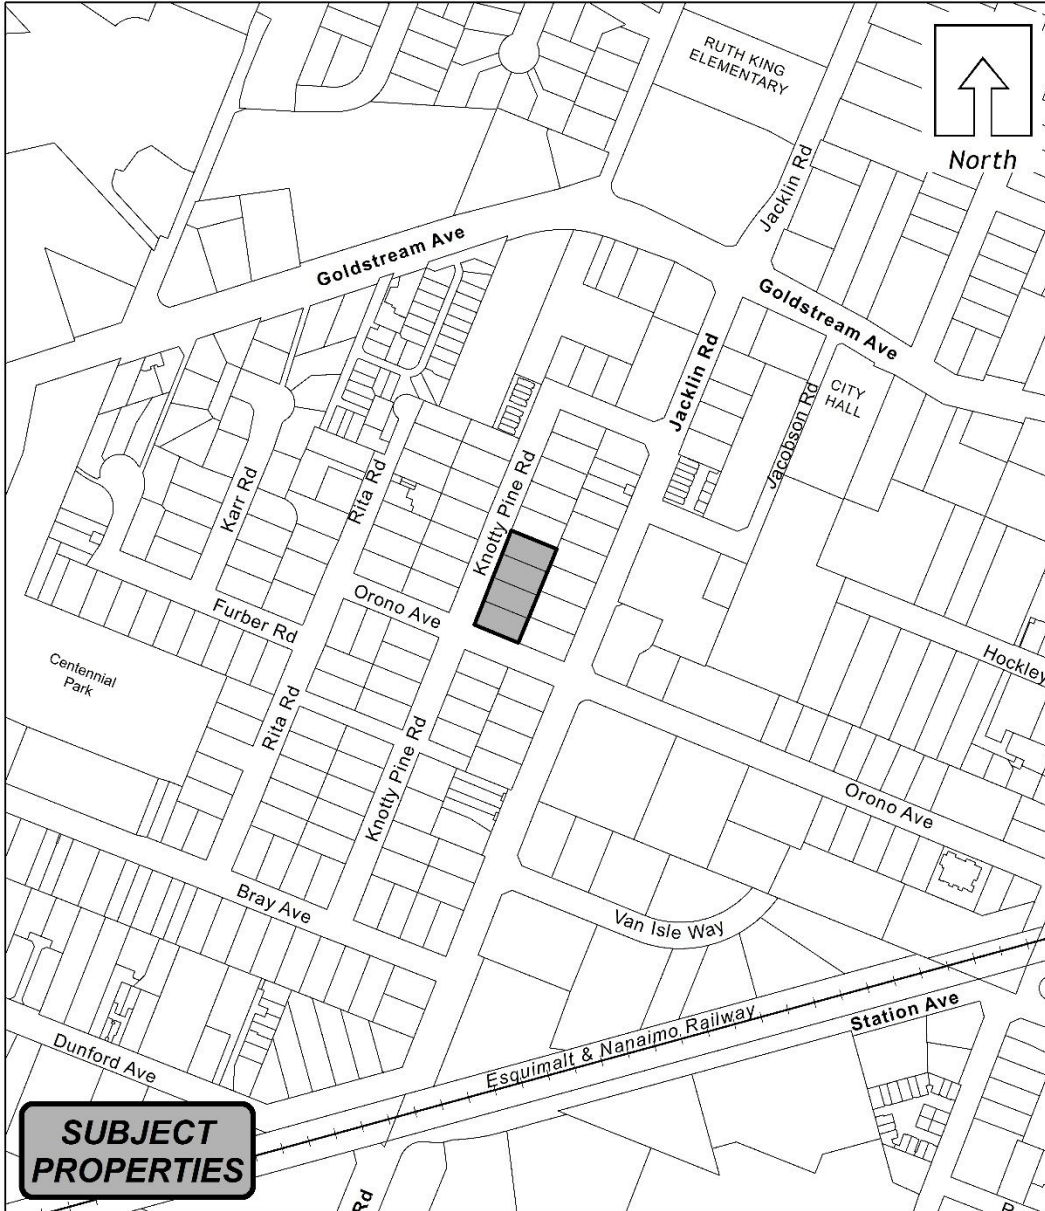 RUTH KING
ELEMENTARY
North
Jacklin Rd
Goldstream Ave
Goldstream Ave
Jacklin Rd
CITY
HALL
Jacobson Rd
Karr Rd
Rita Rd
Knotty Pine Rd
Orono Ave
Furber Rd
Hockley
Centennial
Park
Rita Rd
Knotty Pine Rd
Orono Ave
Bray Ave
Van Isle Way
Station Ave
Esquimalt & Nanaimo Railway
Dunford Ave
SUBJECT
PROPERTIES
Rd